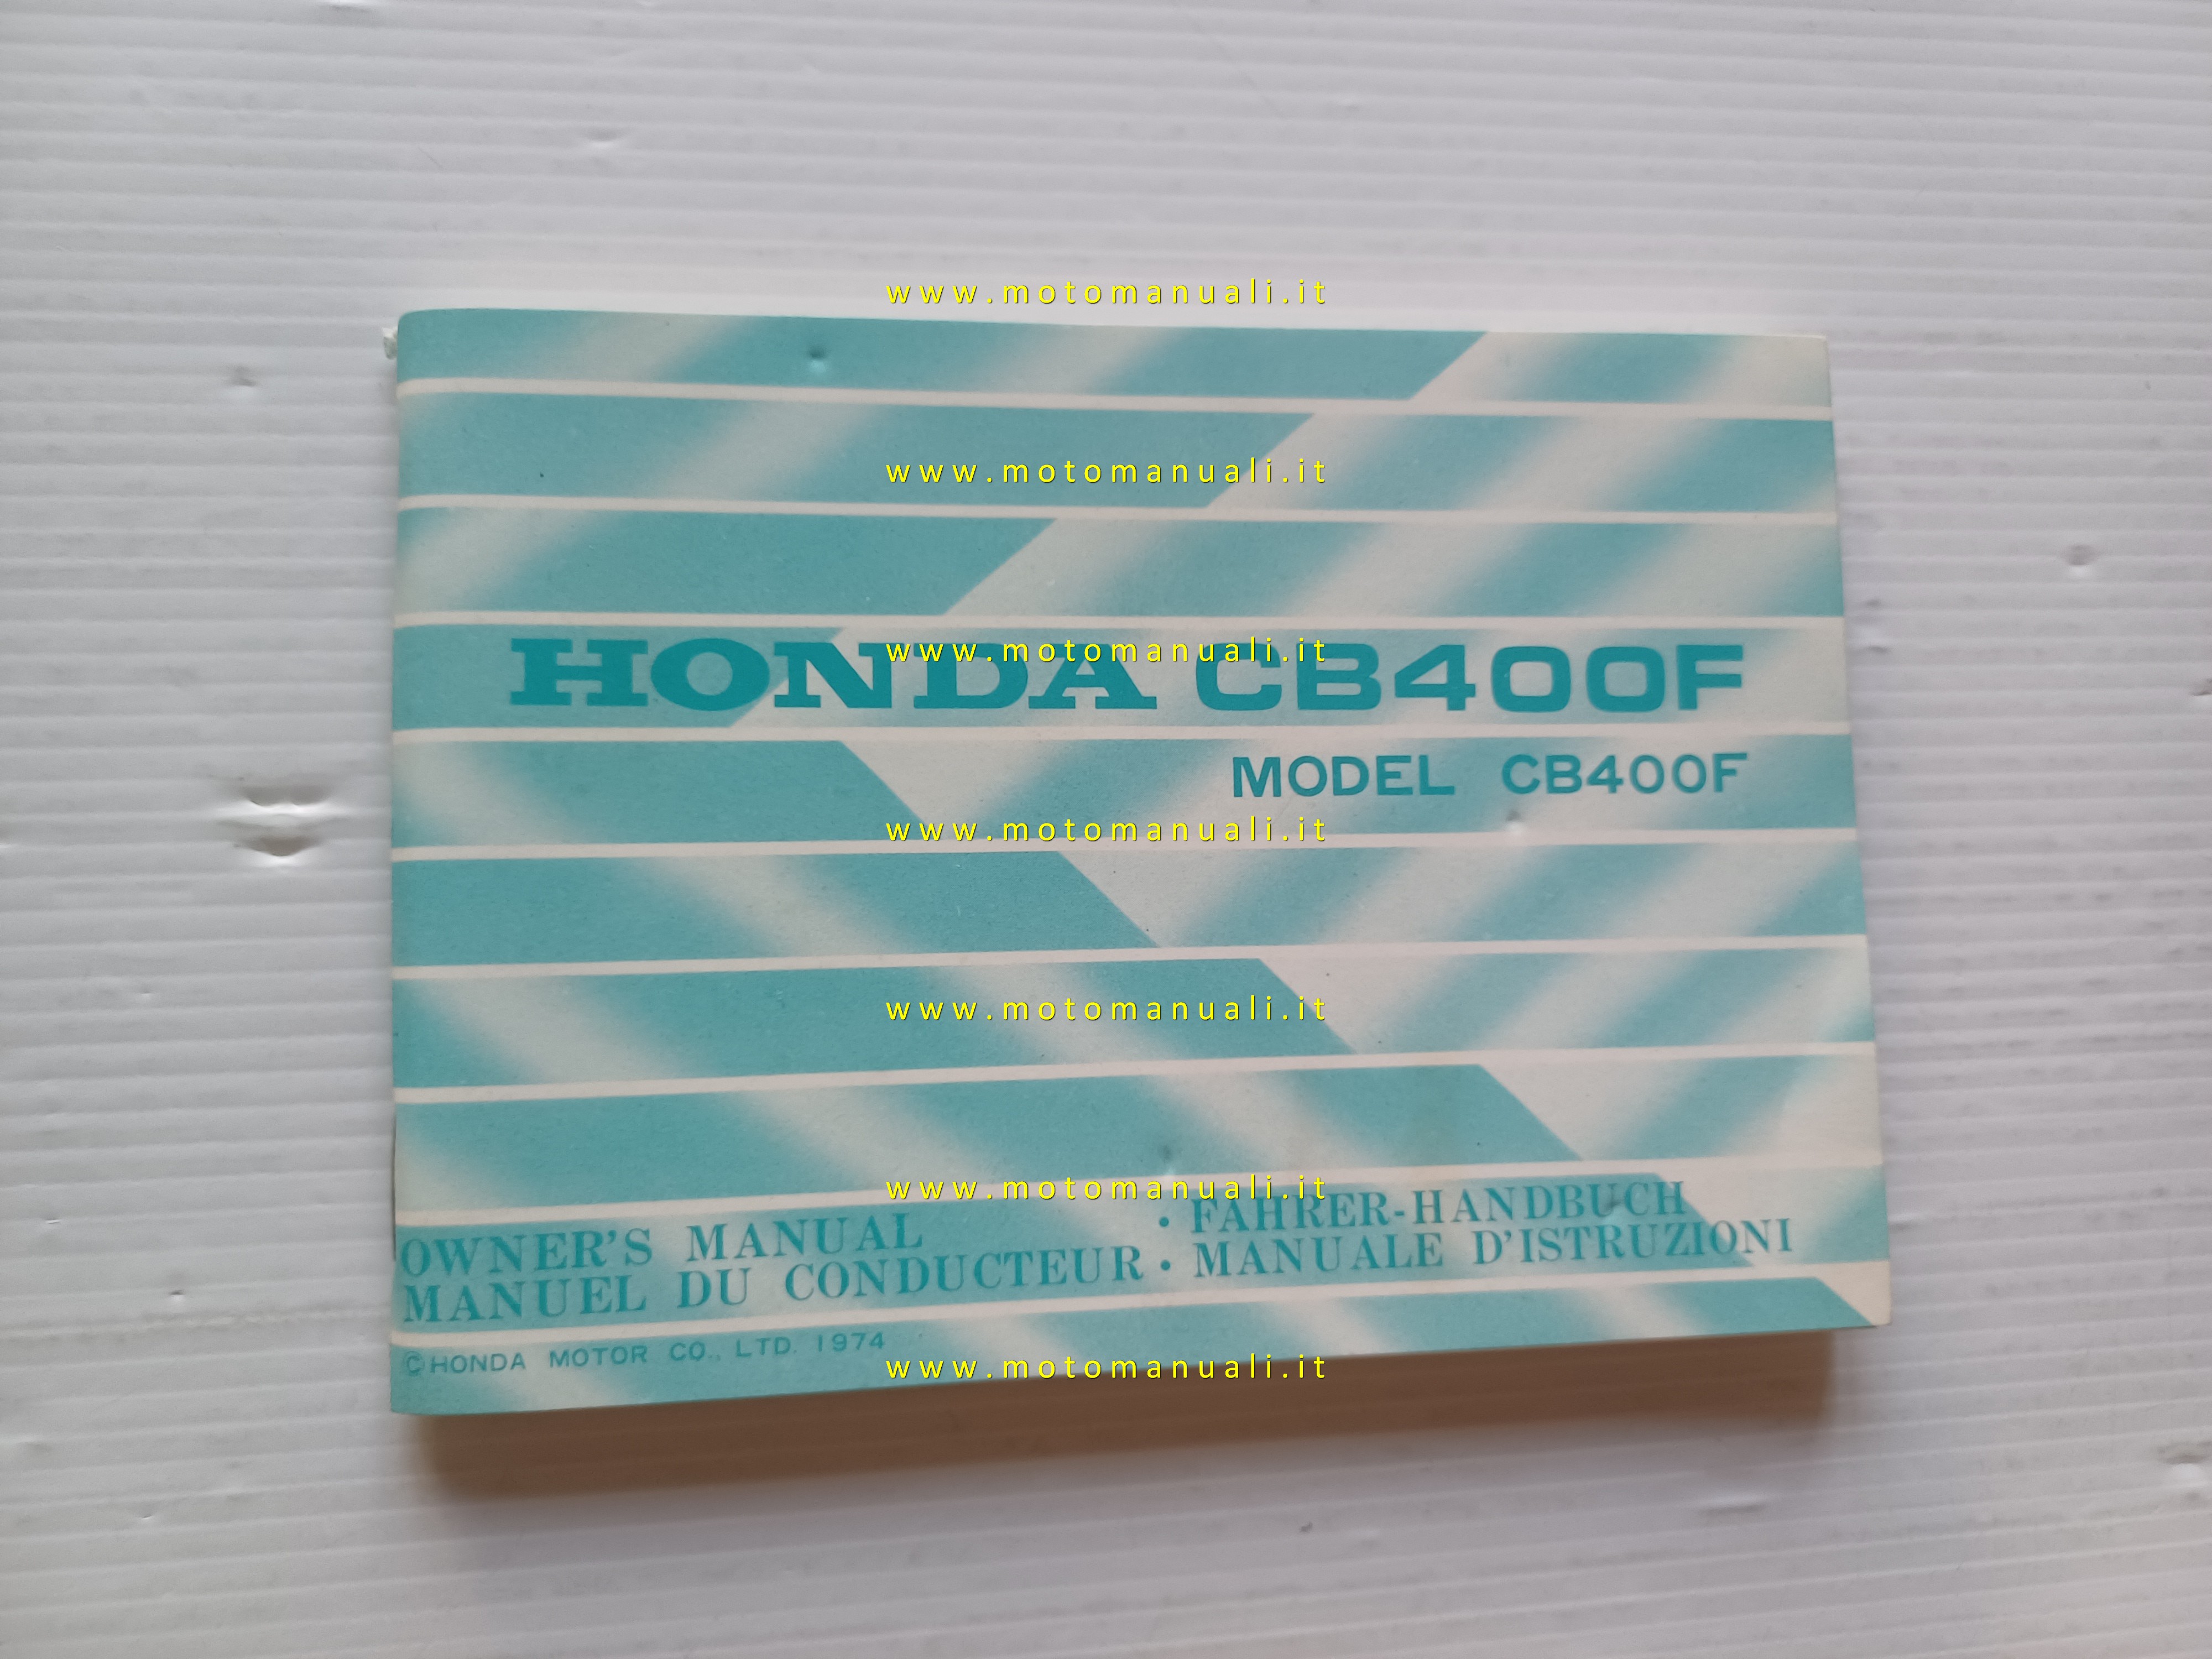 www.motomanuali.it
www.motomanuali.it
HONDA CB400F
www.motomanuali.it
MODEL CB400F
www.motomanuali.it
www.motomanuali.it
www.motomanuali.it
OWNER'S MANUAL • FAHRER-HANDBUCH
MANUEL DU CONDUCTEUR • MANUALE D'ISTRUZIONI
©HONDA MOTOR CO., LTD. 1974
www.motomanuali.it